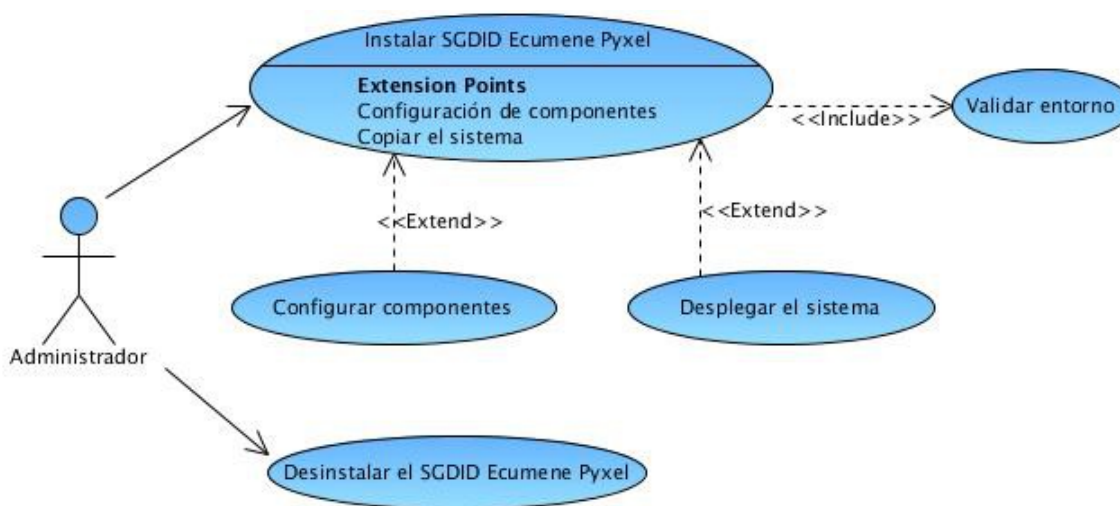 Instalar SGDID Ecumene Pyxel
Extension Points
Configuración de componentes
Copiar el sistema
<<Include>>
Validar entorno
<<Extend>>
<<Extend>>
Configurar componentes
Desplegar el sistema
Administrador
Desinstalar el SGDID Ecumene Pyxel